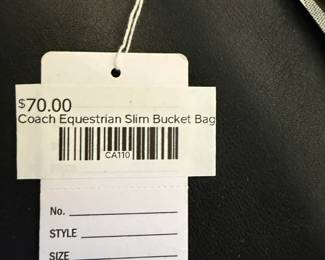 $70.00
Coach Equestrian Slim Bucket Bag
CA110
No.
STYLE
SIZE